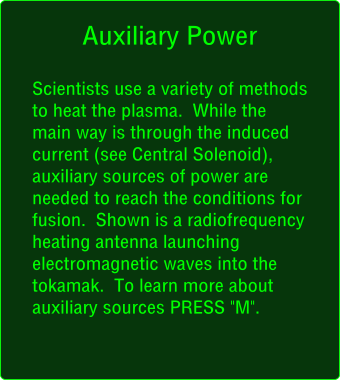 Auxiliary Power
Scientists use a variety of methods
to heat the plasma.  While the
main way is through the induced
current (see Central Solenoid),
auxiliary sources of power are
needed to reach the conditions for
fusion.  Shown is a radiofrequency
heating antenna launching
electromagnetic waves into the
tokamak.  To learn more about
auxiliary sources PRESS "M".